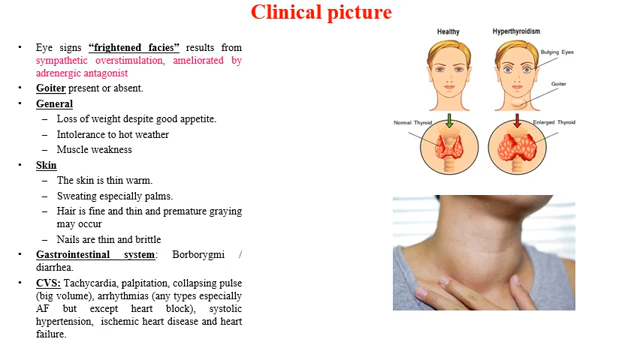 Clinical picture
• Eye signs “frightened facies” results from
sympathetic overstimulation, ameliorated by
adrenergic antagonist
• Goiter present or absent.
• General
– Loss of weight despite good appetite.
– Intolerance to hot weather
– Muscle weakness
• Skin
– The skin is thin warm.
– Sweating especially palms.
– Hair is fine and thin and premature graying
may occur
– Nails are thin and brittle
• Gastrointestinal system: Borborygmi /
diarrhea.
• CVS: Tachycardia, palpitation, collapsing pulse
(big volume), arrhythmias (any types especially
AF but except heart block), systolic
hypertension, ischemic heart disease and heart
failure.
Healthy
Hyperthyroidism
Bulging Eyes
Goiter
Normal Thyroid
Enlarged Thyroid